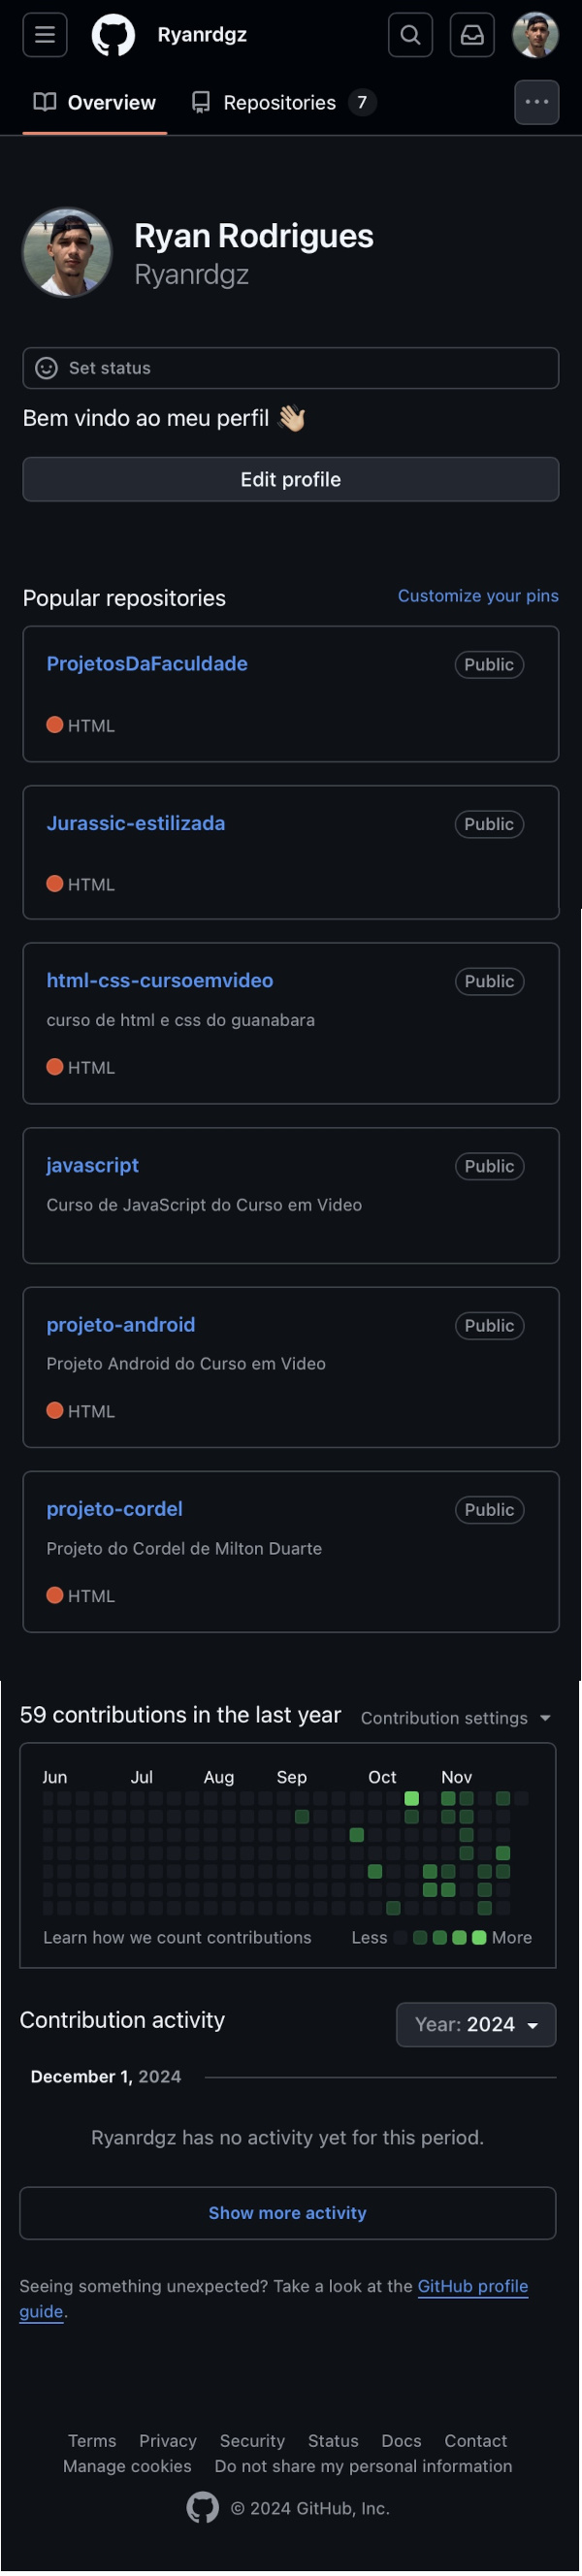 Ryanrdgz
Overview Repositories 7
Ryan Rodrigues
Ryanrdgz
Set status
Bem vindo ao meu perfil 👋🏼
Edit profile
Popular repositories Customize your pins
ProjetosDaFaculdade Public
HTML
Jurassic-estilizada Public
HTML
html-css-cursoemvideo Public
curso de html e css do guanabara
HTML
javascript Public
Curso de JavaScript do Curso em Video
projeto-android Public
Projeto Android do Curso em Video
HTML
projeto-cordel Public
Projeto do Cordel de Milton Duarte
HTML
59 contributions in the last year Contribution settings
Jun Jul Aug Sep Oct Nov
Learn how we count contributions Less More
Contribution activity Year: 2024
December 1, 2024
Ryanrdgz has no activity yet for this period.
Show more activity
Seeing something unexpected? Take a look at the GitHub profile
guide.
Terms Privacy Security Status Docs Contact
Manage cookies Do not share my personal information
© 2024 GitHub, Inc.